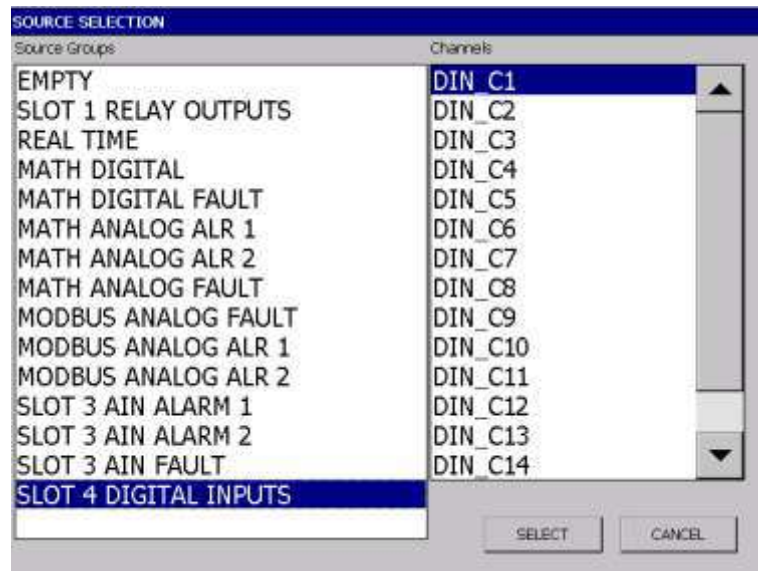 SOURCE SELECTION
Source Groups
Channels
EMPTY
SLOT 1 RELAY OUTPUTS
REAL TIME
MATH DIGITAL
MATH DIGITAL FAULT
MATH ANALOG ALR 1
MATH ANALOG ALR 2
MATH ANALOG FAULT
MODBUS ANALOG FAULT
MODBUS ANALOG ALR 1
MODBUS ANALOG ALR 2
SLOT 3 AIN ALARM 1
SLOT 3 AIN ALARM 2
SLOT 3 AIN FAULT
SLOT 4 DIGITAL INPUTS
DIN_C1
DIN_C2
DIN_C3
DIN_C4
DIN_C5
DIN_C6
DIN_C7
DIN_C8
DIN_C9
DIN_C10
DIN_C11
DIN_C12
DIN_C13
DIN_C14
SELECT
CANCEL